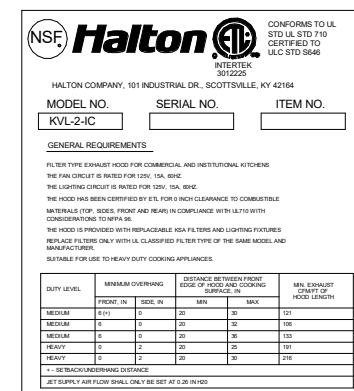 NSF
Halton
INTERTEK
3012225
CONFORMS TO UL
STD UL STD 710
CERTIFIED TO
ULC STD S646
HALTON COMPANY, 101 INDUSTRIAL DR., SCOTTSVILLE, KY 42164
MODEL NO. SERIAL NO. ITEM NO.
KVL-2-IC
GENERAL REQUIREMENTS
FILTER TYPE EXHAUST HOOD FOR COMMERCIAL AND INSTITUTIONAL KITCHENS
THE FAN CIRCUIT IS RATED FOR 125V, 15A, 60HZ.
THE LIGHTING CIRCUIT IS RATED FOR 125V, 15A, 60HZ.
THE HOOD HAS BEEN CERTIFIED BY ETL FOR 0 INCH CLEARANCE TO COMBUSTIBLE
MATERIALS (TOP, SIDES, FRONT AND REAR) IN COMPLIANCE WITH UL710 WITH
CONSIDERATIONS TO NFPA 96.
THE HOOD IS PROVIDED WITH REPLACEABLE KSA FILTERS AND LIGHTING FIXTURES
REPLACE FILTERS ONLY WITH UL CLASSIFIED FILTER TYPE OF THE SAME MODEL AND
MANUFACTURER.
SUITABLE FOR USE TO HEAVY DUTY COOKING APPLIANCES.
DUTY LEVEL MINIMUM OVERHANG DISTANCE BETWEEN FRONT EDGE OF HOOD AND COOKING SURFACE, IN MIN. EXHAUST CFM/FT OF HOOD LENGTH
FRONT, IN SIDE, IN MIN MAX
MEDIUM 6 (+) 0 20 30 121
MEDIUM 6 0 20 32 108
MEDIUM 6 0 20 36 133
HEAVY 0 2 20 25 191
HEAVY 0 2 20 30 216
+ - SETBACK/UNDERHANG DISTANCE
JET SUPPLY AIR FLOW SHALL ONLY BE SET AT 0.26 IN H20